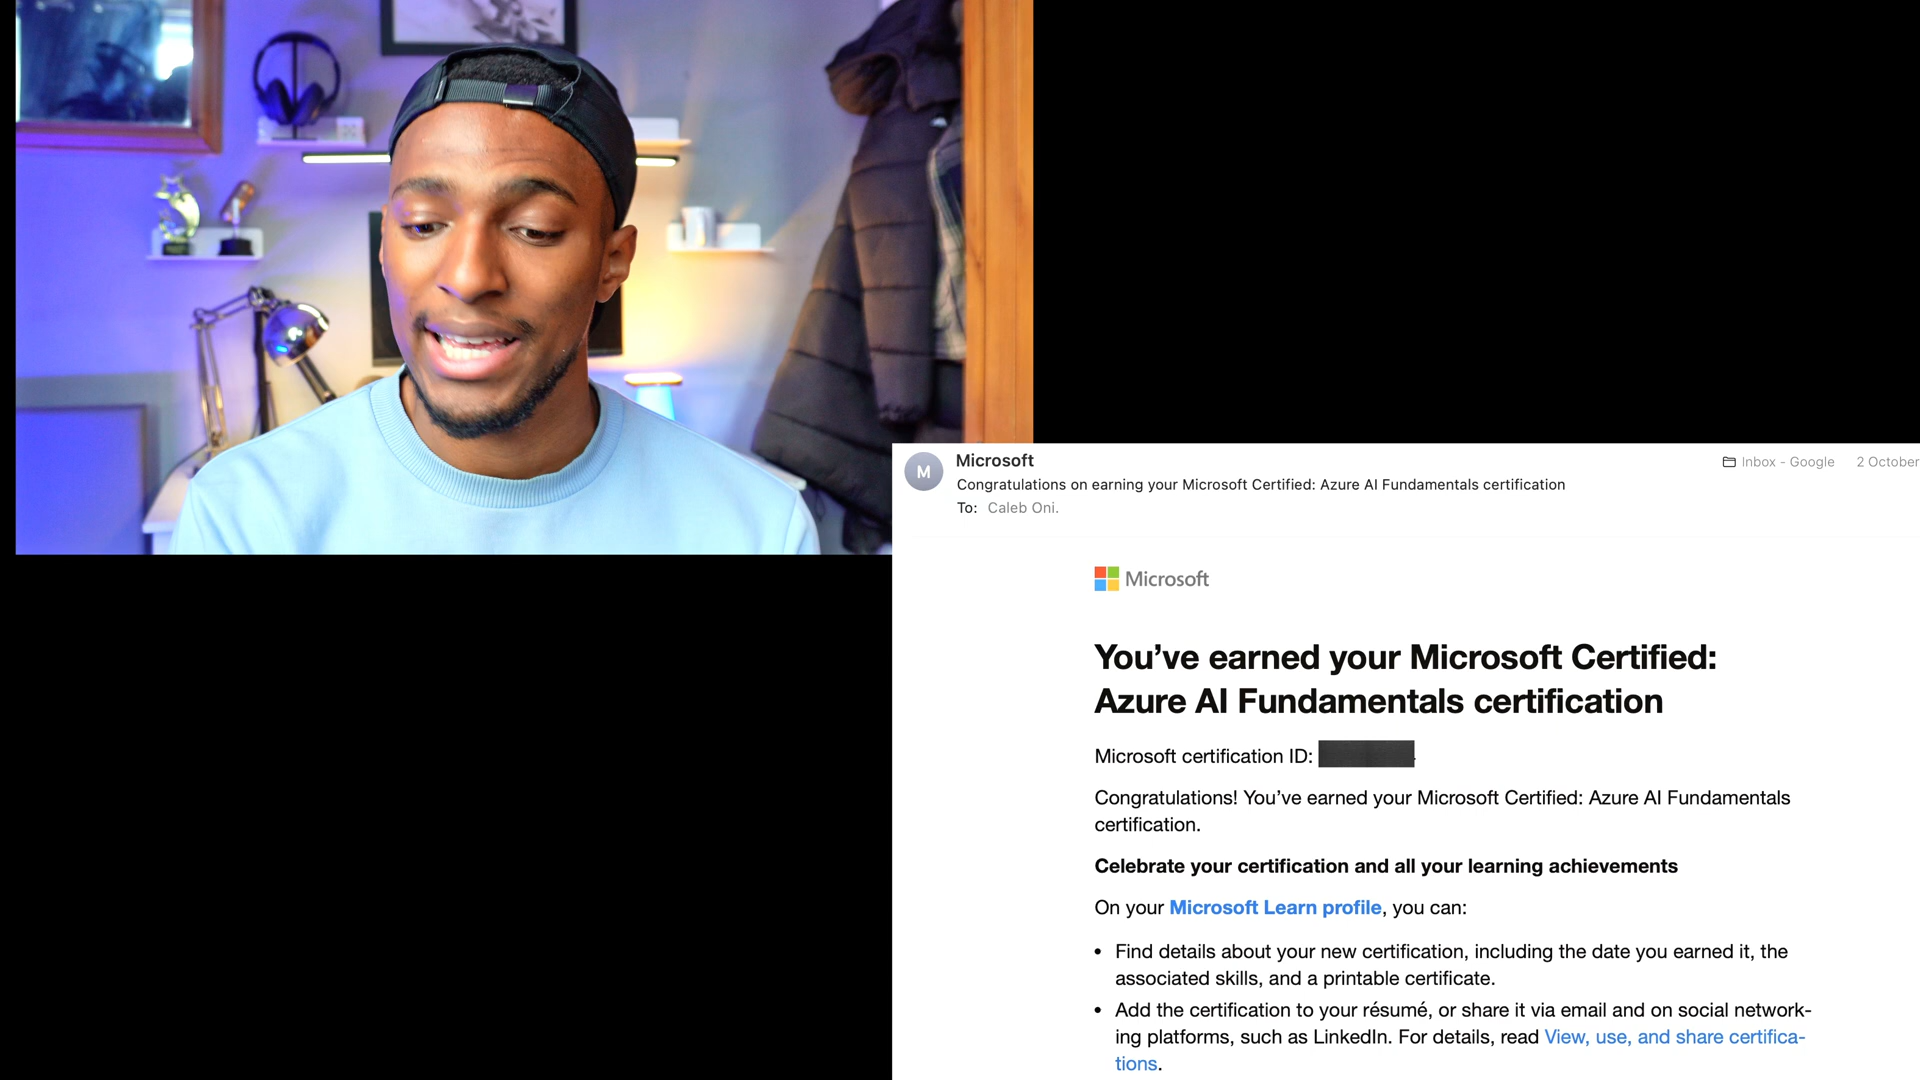 M
Microsoft
Inbox - Google
2 October
Congratulations on earning your Microsoft Certified: Azure AI Fundamentals certification
To: Caleb Oni.
Microsoft
You’ve earned your Microsoft Certified:
Azure AI Fundamentals certification
Microsoft certification ID:
Congratulations! You’ve earned your Microsoft Certified: Azure AI Fundamentals
certification.
Celebrate your certification and all your learning achievements
On your Microsoft Learn profile, you can:
• Find details about your new certification, including the date you earned it, the
associated skills, and a printable certificate.
• Add the certification to your résumé, or share it via email and on social network-
ing platforms, such as LinkedIn. For details, read View, use, and share certifica-
tions.